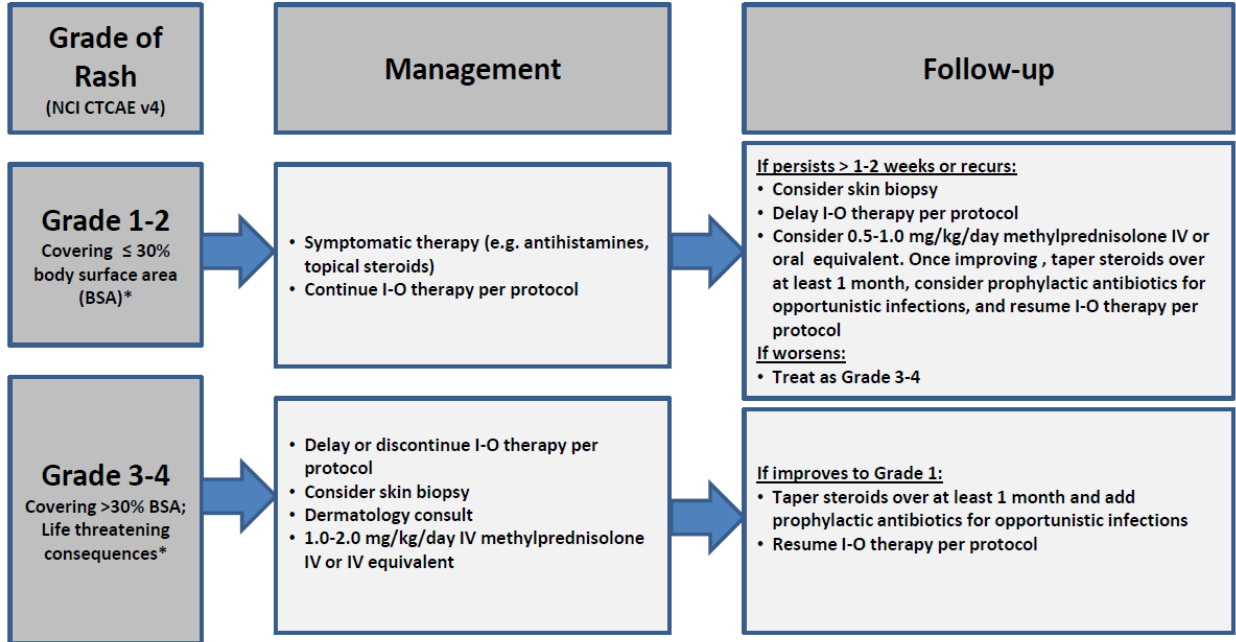 Grade of
Rash
(NCI CTCAE v4)
Management
Follow-up
Grade 1-2
Covering ≤ 30%
body surface area
(BSA)*
• Symptomatic therapy (e.g. antihistamines,
topical steroids)
• Continue I-O therapy per protocol
If persists > 1-2 weeks or recurs:
• Consider skin biopsy
• Delay I-O therapy per protocol
• Consider 0.5-1.0 mg/kg/day methylprednisolone IV or
oral equivalent. Once improving , taper steroids over
at least 1 month, consider prophylactic antibiotics for
opportunistic infections, and resume I-O therapy per
protocol
If worsens:
• Treat as Grade 3-4
Grade 3-4
Covering >30% BSA;
Life threatening
consequences*
• Delay or discontinue I-O therapy per
protocol
• Consider skin biopsy
• Dermatology consult
• 1.0-2.0 mg/kg/day IV methylprednisolone
IV or IV equivalent
If improves to Grade 1:
• Taper steroids over at least 1 month and add
prophylactic antibiotics for opportunistic infections
• Resume I-O therapy per protocol